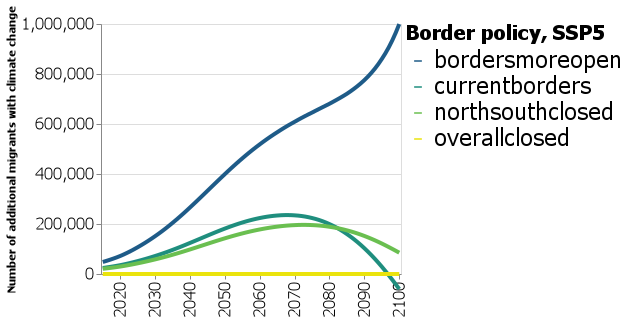 Number of additional migrants with climate change
1,000,000
800,000
600,000
400,000
200,000
0
2020
2030
2040
2050
2060
2070
2080
2090
2100
Border policy, SSP5
bordersmoreopen
currentborders
northsouthclosed
overallclosed